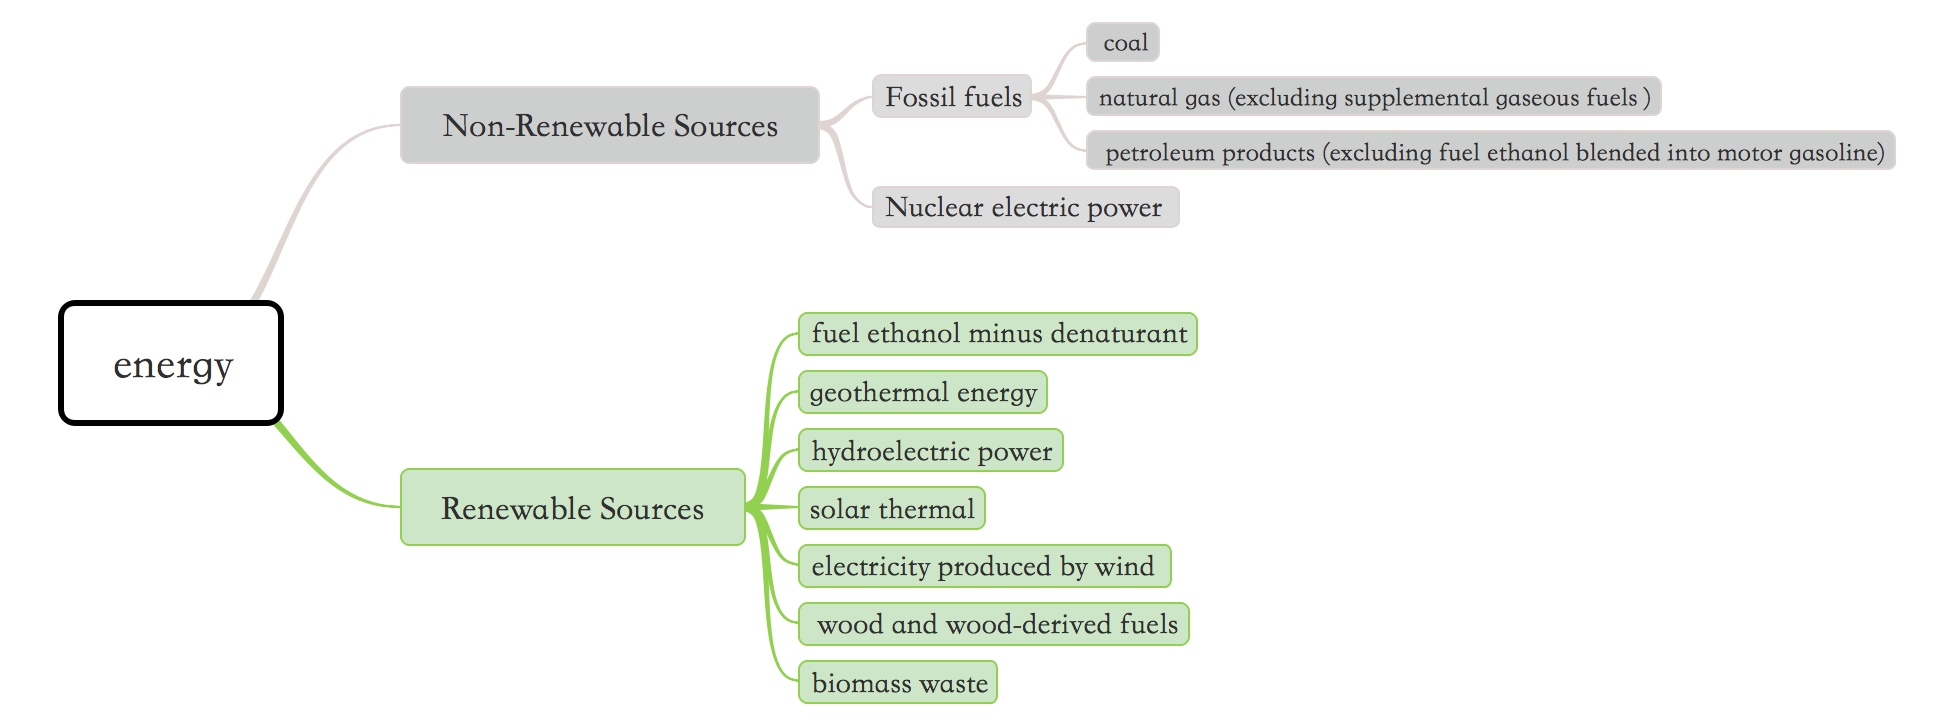 energy
Non-Renewable Sources
Fossil fuels
coal
natural gas (excluding supplemental gaseous fuels )
petroleum products (excluding fuel ethanol blended into motor gasoline)
Nuclear electric power
Renewable Sources
fuel ethanol minus denaturant
geothermal energy
hydroelectric power
solar thermal
electricity produced by wind
wood and wood-derived fuels
biomass waste